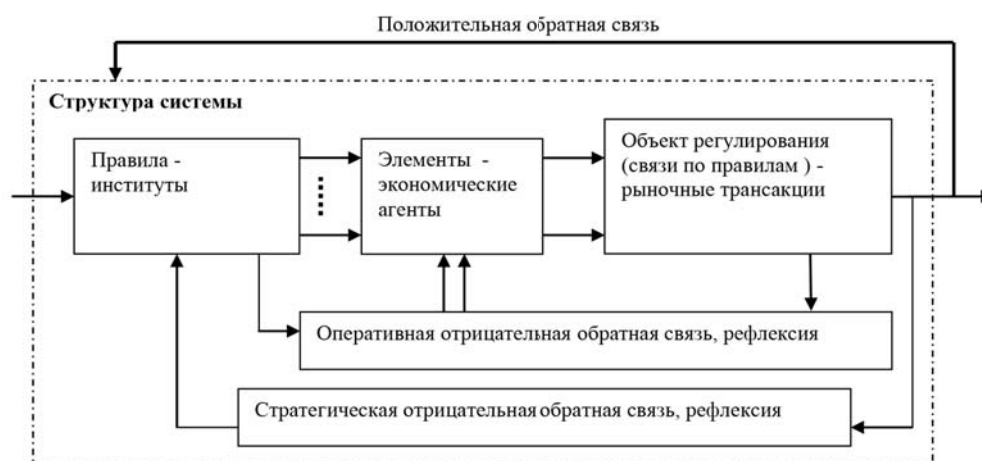 Положительная обратная связь
Структура системы
Правила -
институты
Элементы -
экономические
агенты
Объект регулирования
(связи по правилам ) -
рыночные трансакции
Оперативная отрицательная обратная связь, рефлексия
Стратегическая отрицательная обратная связь, рефлексия